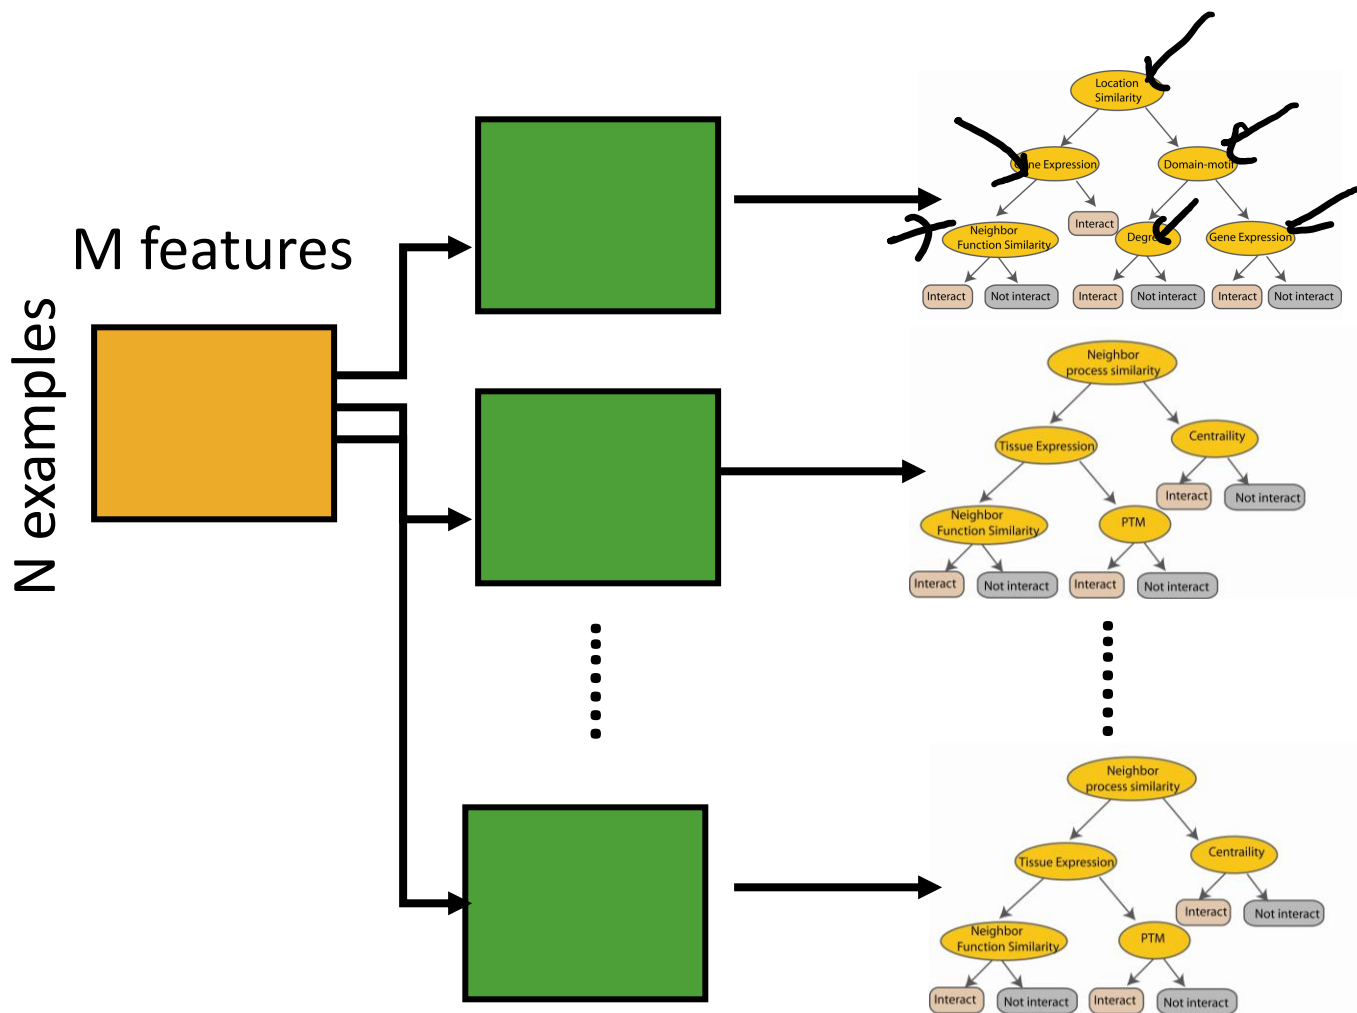 M features
N examples
Location
Similarity
Gene Expression
Domain-motif
Interact
Neighbor
Function Similarity
Degree
Gene Expression
Interact
Not interact
Interact
Not interact
Interact
Not interact
Neighbor
process similarity
Tissue Expression
Centraility
Interact
Not interact
Neighbor
Function Similarity
PTM
Interact
Not interact
Interact
Not interact
Neighbor
process similarity
Tissue Expression
Centraility
Interact
Not interact
Neighbor
Function Similarity
PTM
Interact
Not interact
Interact
Not interact